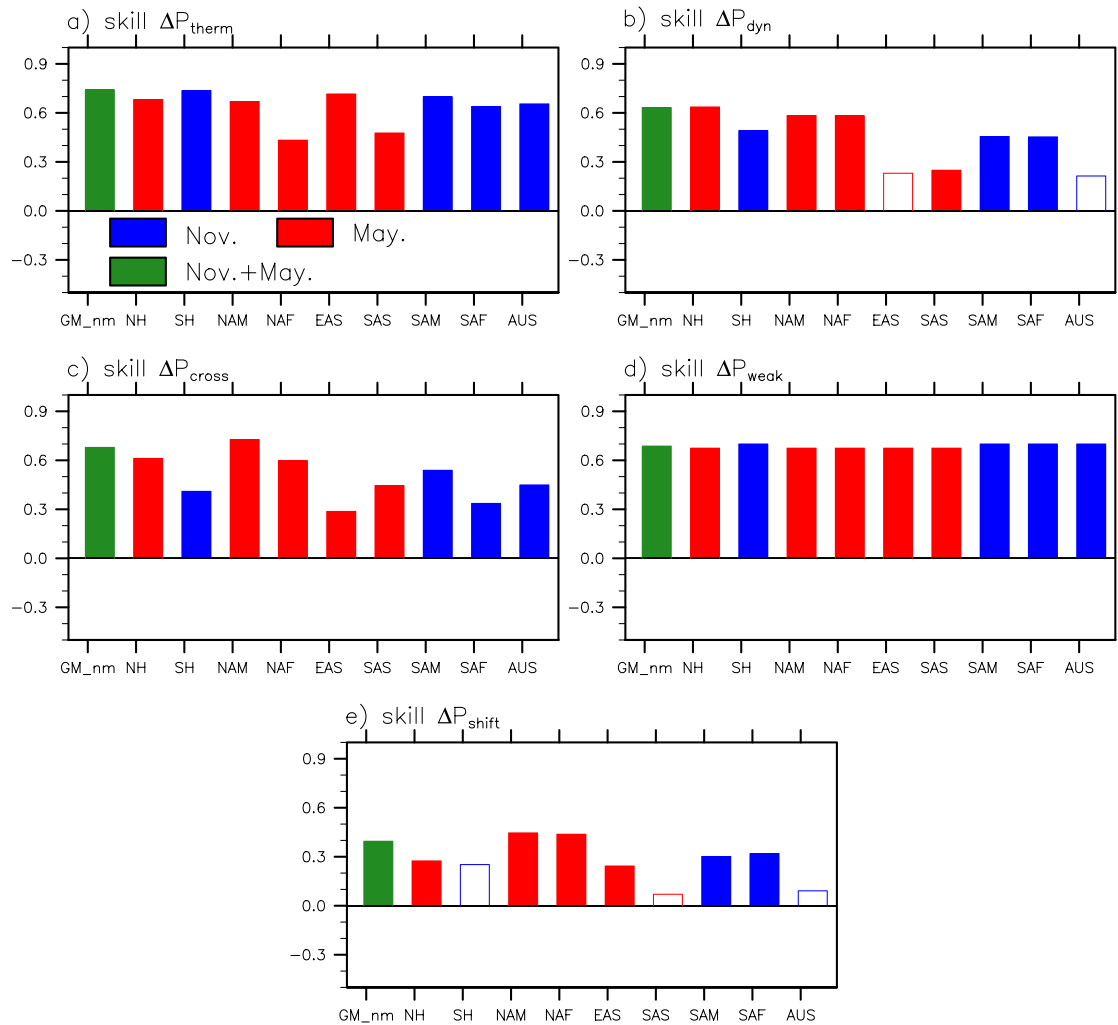 a) skill ΔPtherm
0.9
0.6
0.3
0.0
−0.3
Nov.
May.
Nov.+May.
GM_nm NH SH NAM NAF EAS SAS SAM SAF AUS
b) skill ΔPdyn
0.9
0.6
0.3
0.0
−0.3
GM_nm NH SH NAM NAF EAS SAS SAM SAF AUS
c) skill ΔPcross
0.9
0.6
0.3
0.0
−0.3
GM_nm NH SH NAM NAF EAS SAS SAM SAF AUS
d) skill ΔPweak
0.9
0.6
0.3
0.0
−0.3
GM_nm NH SH NAM NAF EAS SAS SAM SAF AUS
e) skill ΔPshift
0.9
0.6
0.3
0.0
−0.3
GM_nm NH SH NAM NAF EAS SAS SAM SAF AUS